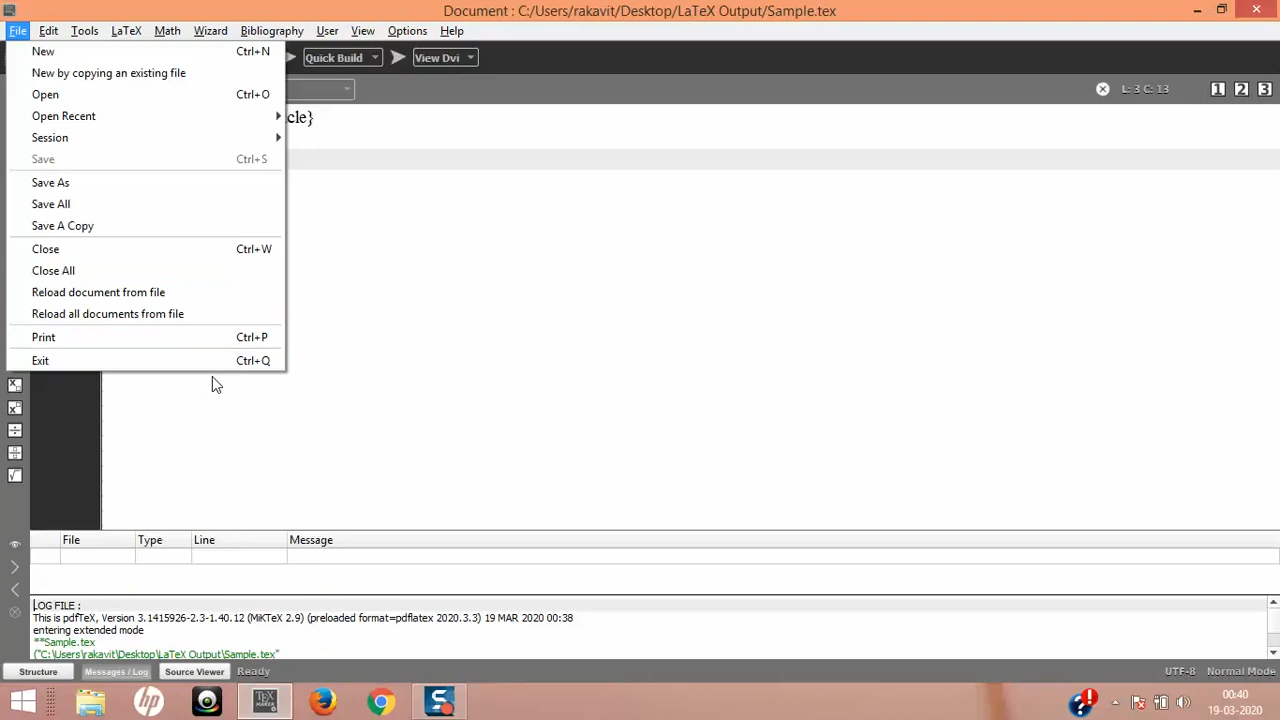 Document : C:/Users/rakavit/Desktop/LaTeX Output/Sample.tex
File Edit Tools LaTeX Math Wizard Bibliography User View Options Help
New Ctrl+N
Quick Build View Dvi
New by copying an existing file
Open Ctrl+O
L: 3 C: 13 1 2 3
Open Recent
cle}
Session
Save Ctrl+S
Save As
Save All
Save A Copy
Close Ctrl+W
Close All
Reload document from file
Reload all documents from file
Print Ctrl+P
Exit Ctrl+Q
File Type Line Message
LOG FILE :
This is pdfTeX, Version 3.1415926-2.3-1.40.12 (MiKTeX 2.9) (preloaded format=pdflatex 2020.3.3) 19 MAR 2020 00:38
entering extended mode
**Sample.tex
("C:\Users\rakavit\Desktop\LaTeX Output\Sample.tex"
Structure Messages / Log Source Viewer Ready UTF-8 Normal Mode
hp TEX MAKER S
00:40
19-03-2020